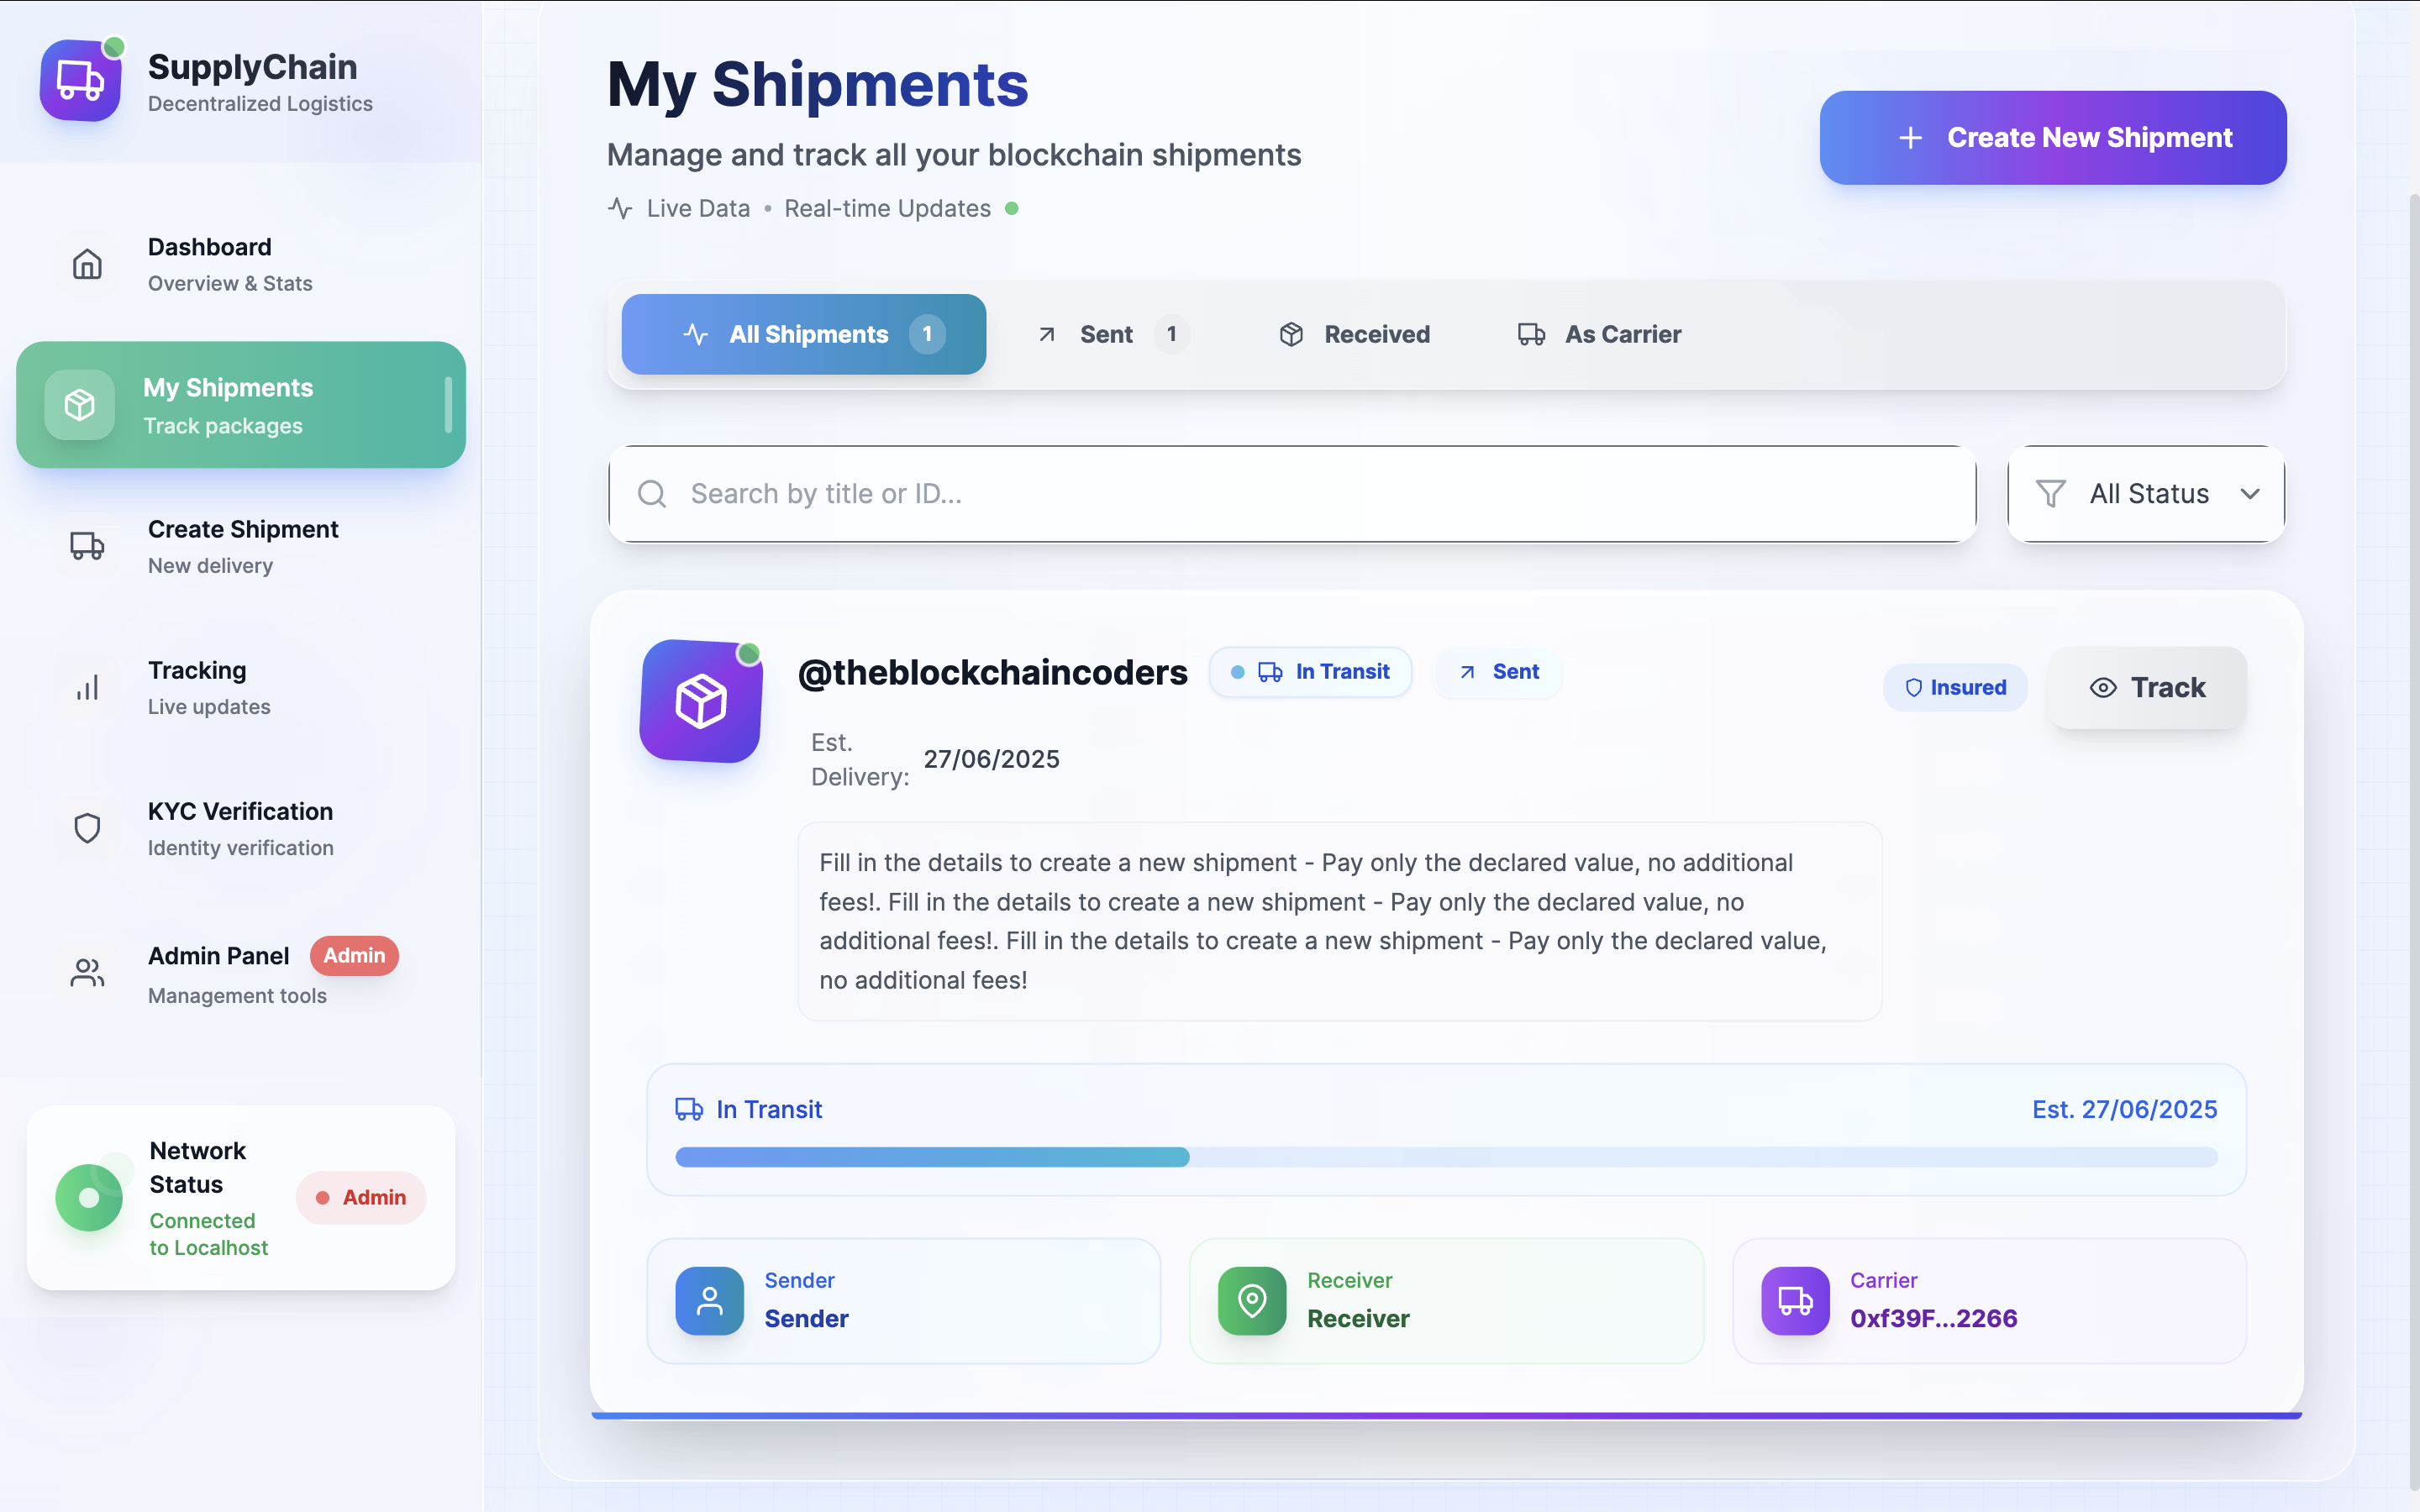 SupplyChain
Decentralized Logistics
Dashboard
Overview & Stats
My Shipments
Track packages
Create Shipment
New delivery
Tracking
Live updates
KYC Verification
Identity verification
Admin Panel Admin
Management tools
Network
Status
Connected
to Localhost
Admin
My Shipments
Manage and track all your blockchain shipments
Live Data • Real-time Updates
Create New Shipment
All Shipments 1 Sent 1 Received As Carrier
Search by title or ID...
All Status
@theblockchaincoders In Transit Sent
Insured Track
Est.
Delivery: 27/06/2025
Fill in the details to create a new shipment - Pay only the declared value, no additional
fees!. Fill in the details to create a new shipment - Pay only the declared value, no
additional fees!. Fill in the details to create a new shipment - Pay only the declared value,
no additional fees!
In Transit Est. 27/06/2025
Sender
Sender
Receiver
Receiver
Carrier
0xf39F...2266